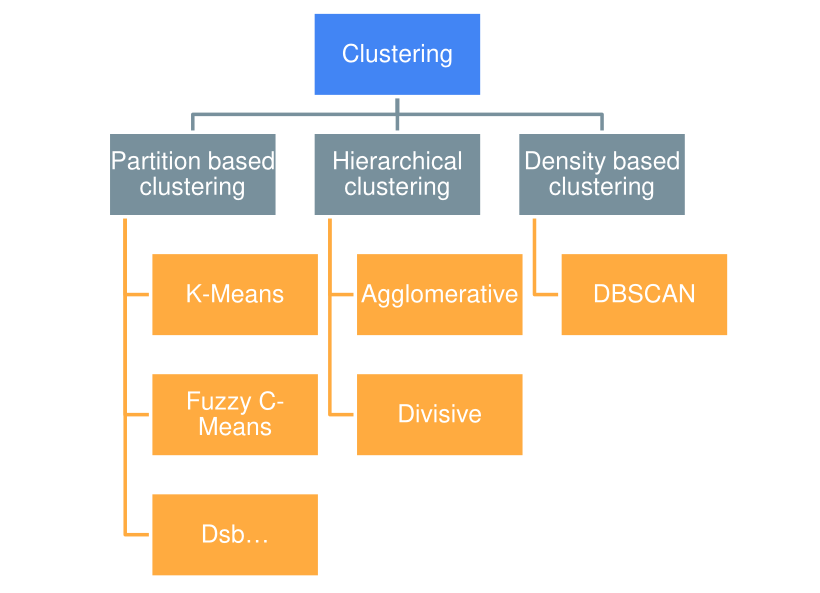 Clustering
Partition based
clustering
Hierarchical
clustering
Density based
clustering
K-Means
Agglomerative
DBSCAN
Fuzzy C-
Means
Divisive
Dsb…